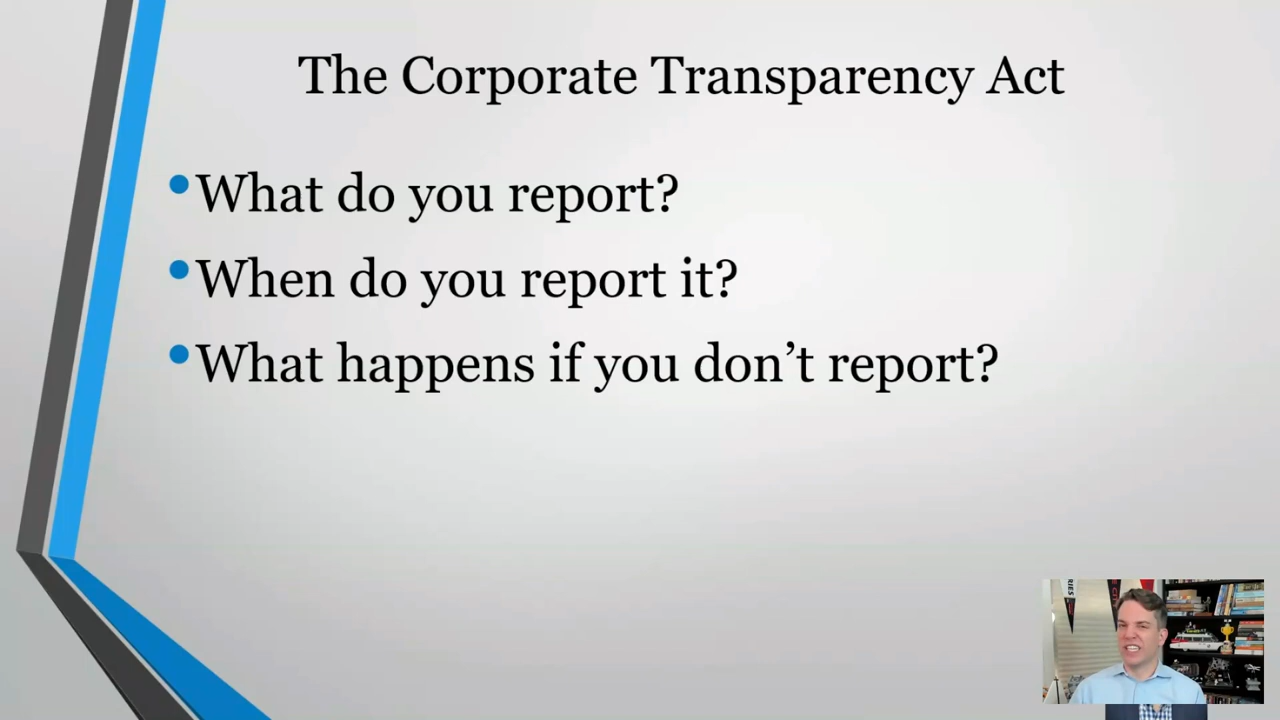 The Corporate Transparency Act
•What do you report?
•When do you report it?
•What happens if you don’t report?